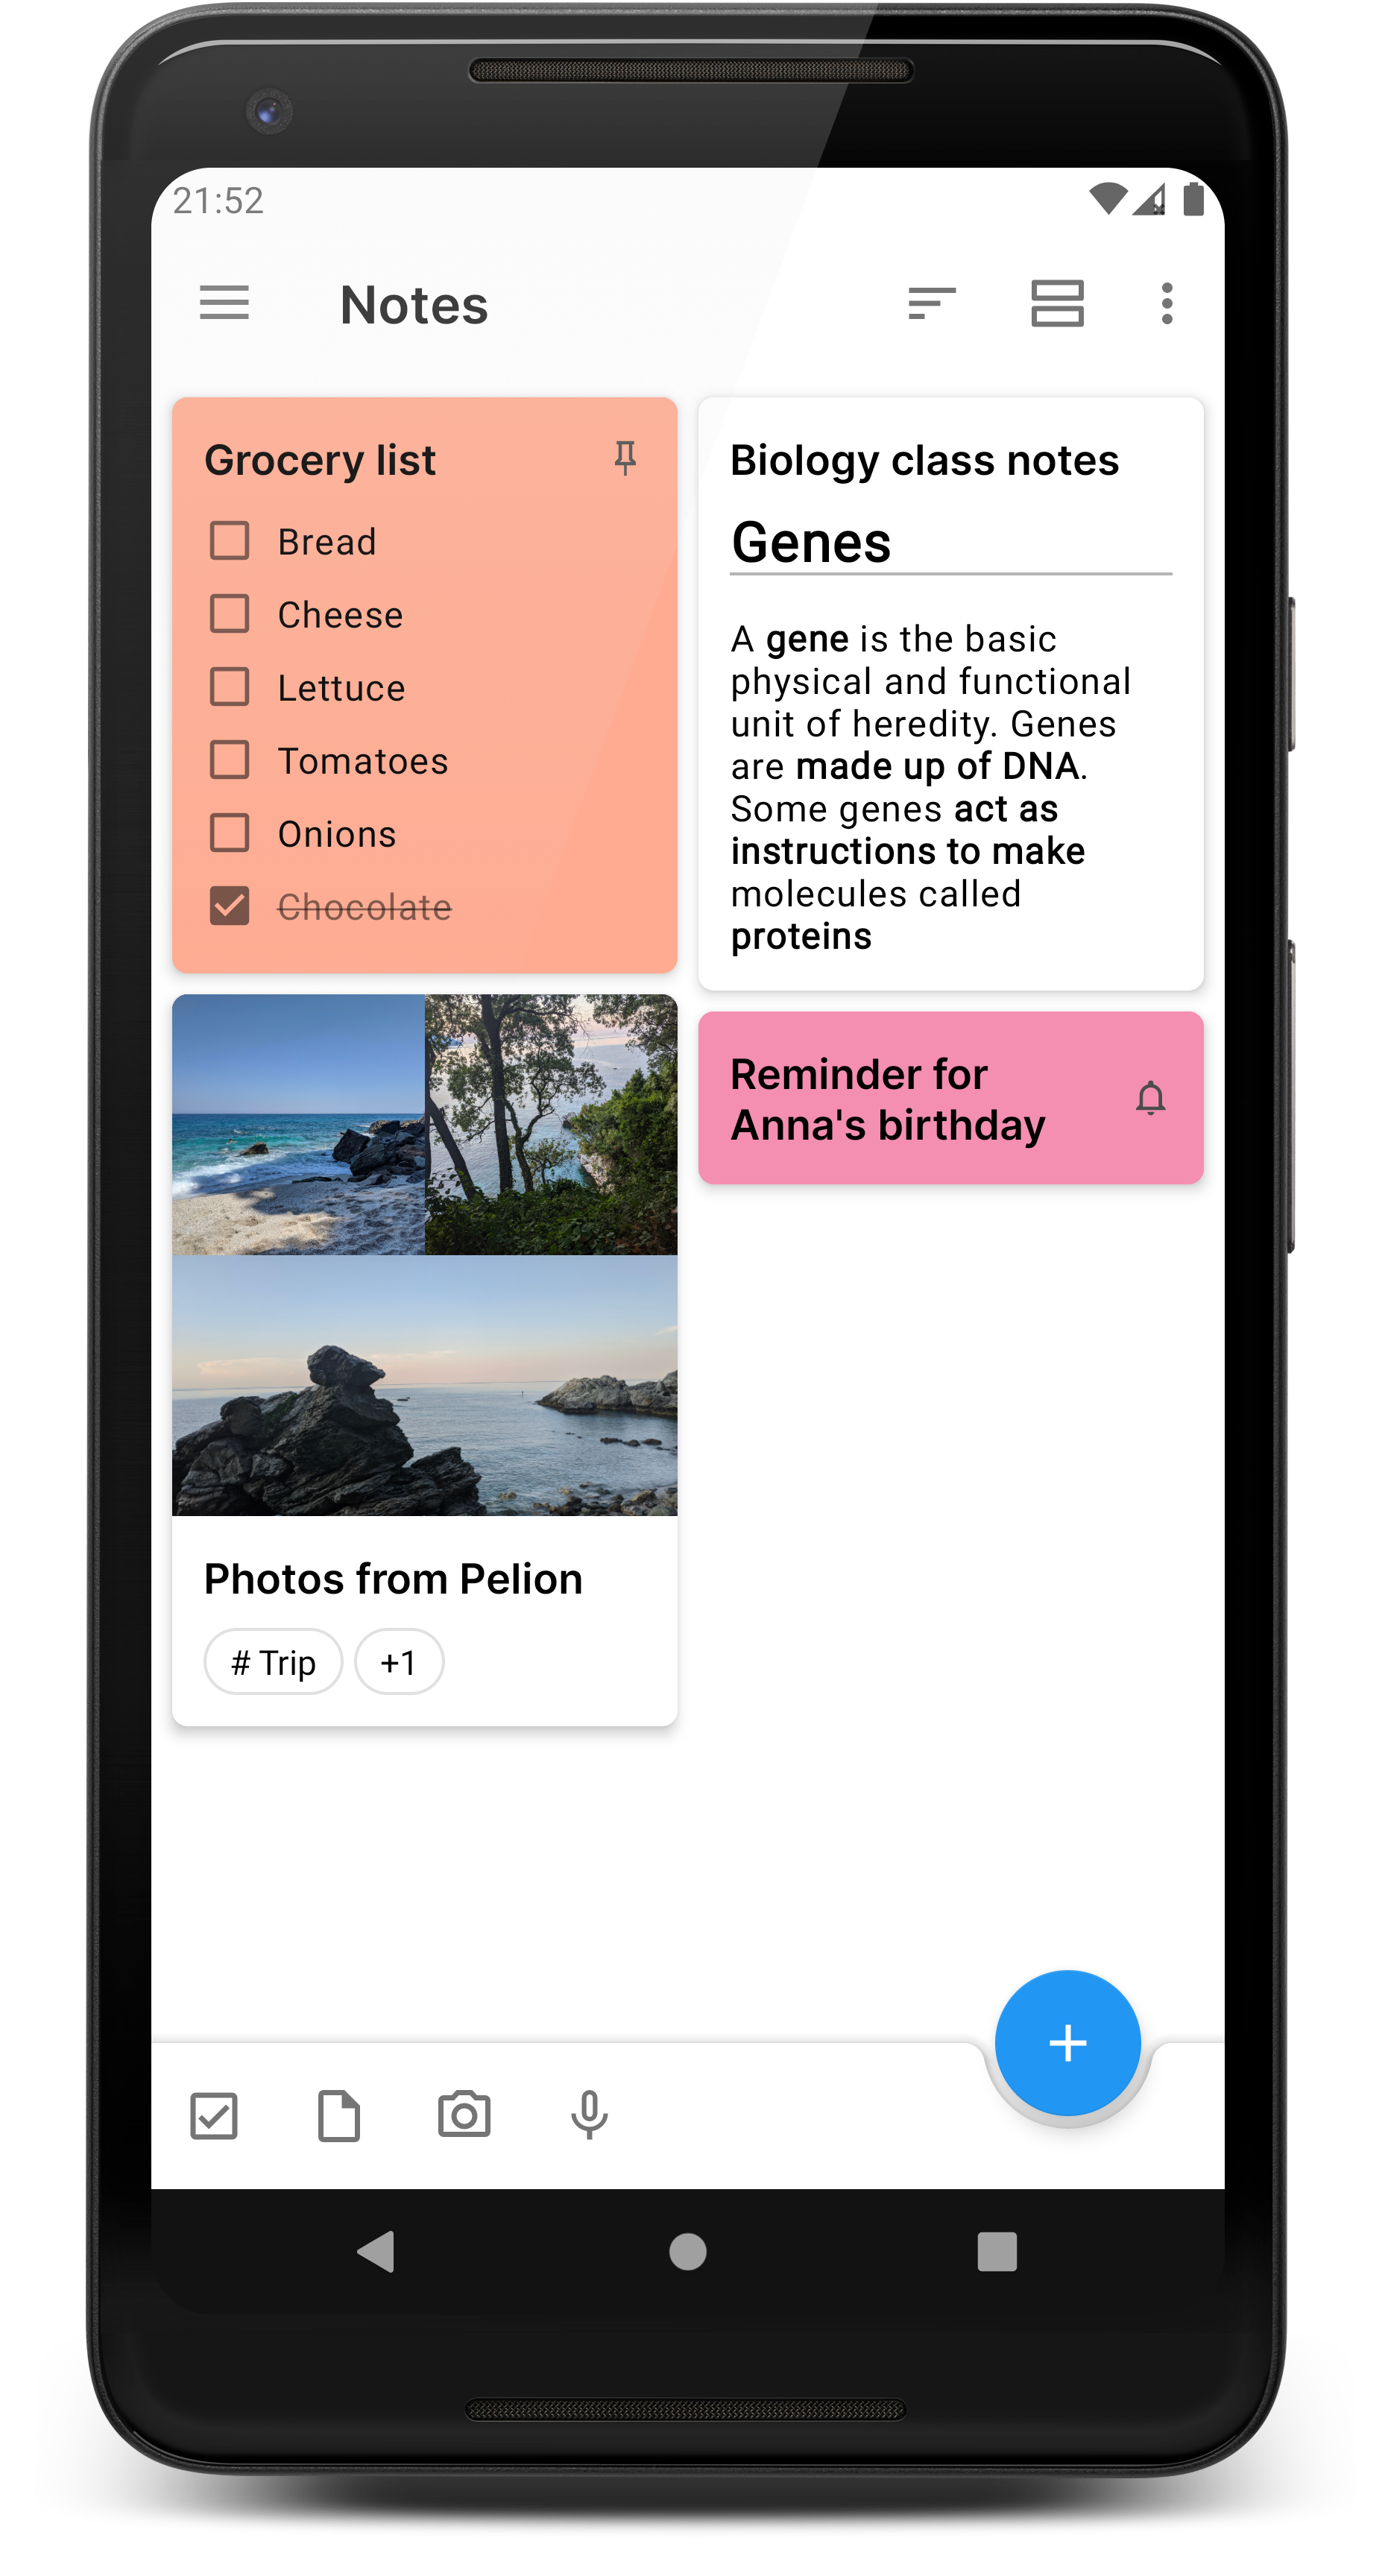 21:52
Notes
Grocery list
Bread
Cheese
Lettuce
Tomatoes
Onions
Chocolate
Biology class notes
Genes
A gene is the basic
physical and functional
unit of heredity. Genes
are made up of DNA.
Some genes act as
instructions to make
molecules called
proteins
Reminder for
Anna's birthday
Photos from Pelion
# Trip
+1